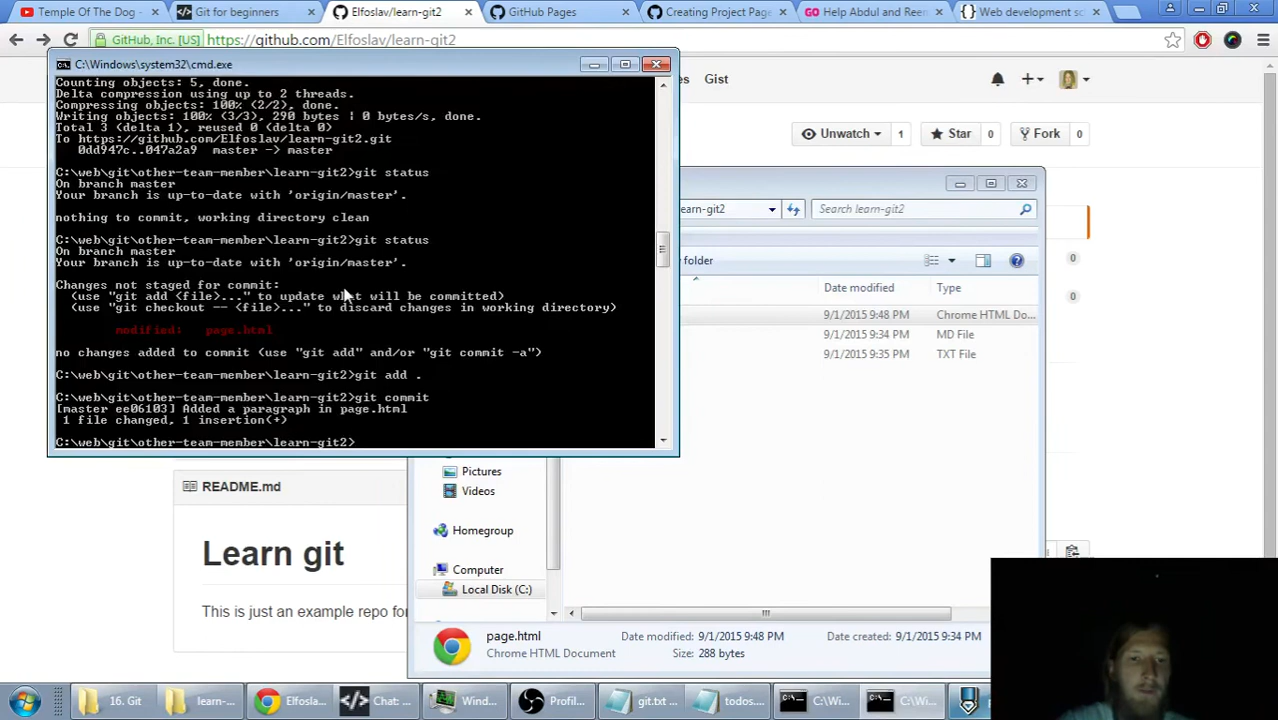 Temple Of The Dog -
Git for beginners
Elfoslav/learn-git2
GitHub Pages
Creating Project Page
GO Help Abdul and Reem
{} Web development sc
GitHub, Inc. [US] https://github.com/Elfoslav/learn-git2
C:\Windows\system32\cmd.exe
es Gist
Counting objects: 5, done.
Delta compression using up to 2 threads.
Compressing objects: 100% (2/2), done.
Writing objects: 100% (3/3), 290 bytes | 0 bytes/s, done.
Total 3 (delta 1), reused 0 (delta 0)
To https://github.com/Elfoslav/learn-git2.git
0dd947c..047a2a9 master -> master
C:\web\git\other-team-member\learn-git2>git status
On branch master
Your branch is up-to-date with 'origin/master'.
nothing to commit, working directory clean
C:\web\git\other-team-member\learn-git2>git status
On branch master
Your branch is up-to-date with 'origin/master'.
Changes not staged for commit:
(use "git add <file>..." to update what will be committed)
(use "git checkout -- <file>..." to discard changes in working directory)
modified: page.html
no changes added to commit (use "git add" and/or "git commit -a")
C:\web\git\other-team-member\learn-git2>git add .
C:\web\git\other-team-member\learn-git2>git commit
[master ee06103] Added a paragraph in page.html
1 file changed, 1 insertion(+)
C:\web\git\other-team-member\learn-git2>
Unwatch 1 Star 0 Fork 0
earn-git2 Search learn-git2
folder
Date modified Type
9/1/2015 9:48 PM Chrome HTML Do...
9/1/2015 9:34 PM MD File
9/1/2015 9:35 PM TXT File
0
0
Pictures
Videos
Homegroup
Computer
Local Disk (C:)
page.html Date modified: 9/1/2015 9:48 PM Date created: 9/1/2015 9:34 PM
Chrome HTML Document Size: 288 bytes
README.md
Learn git
This is just an example repo for
16. Git
learn-...
Elfosla...
Chat: ...
Wind...
Profil...
git.txt ...
todos....
C:\Wi...
C:\Wi...